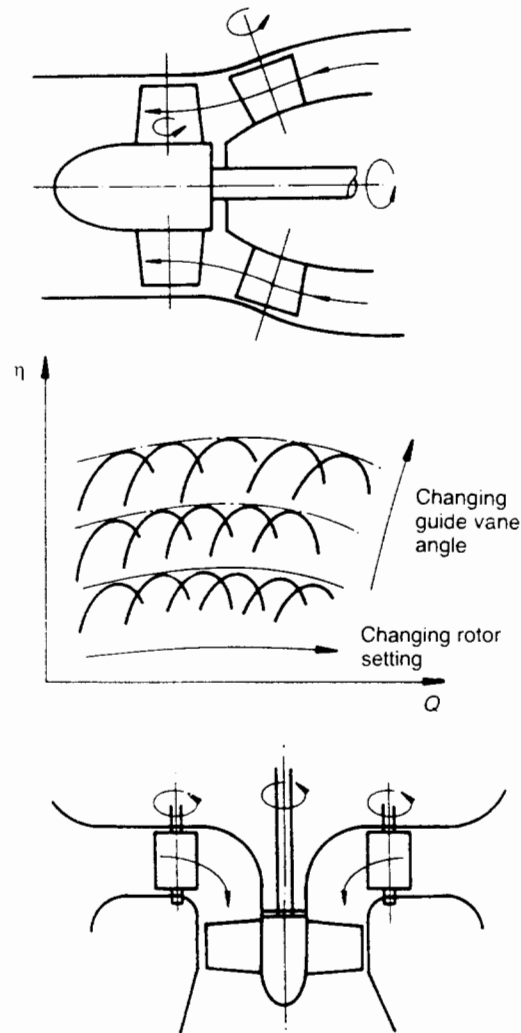 η
Changing
guide vane
angle
Changing rotor
setting
Q